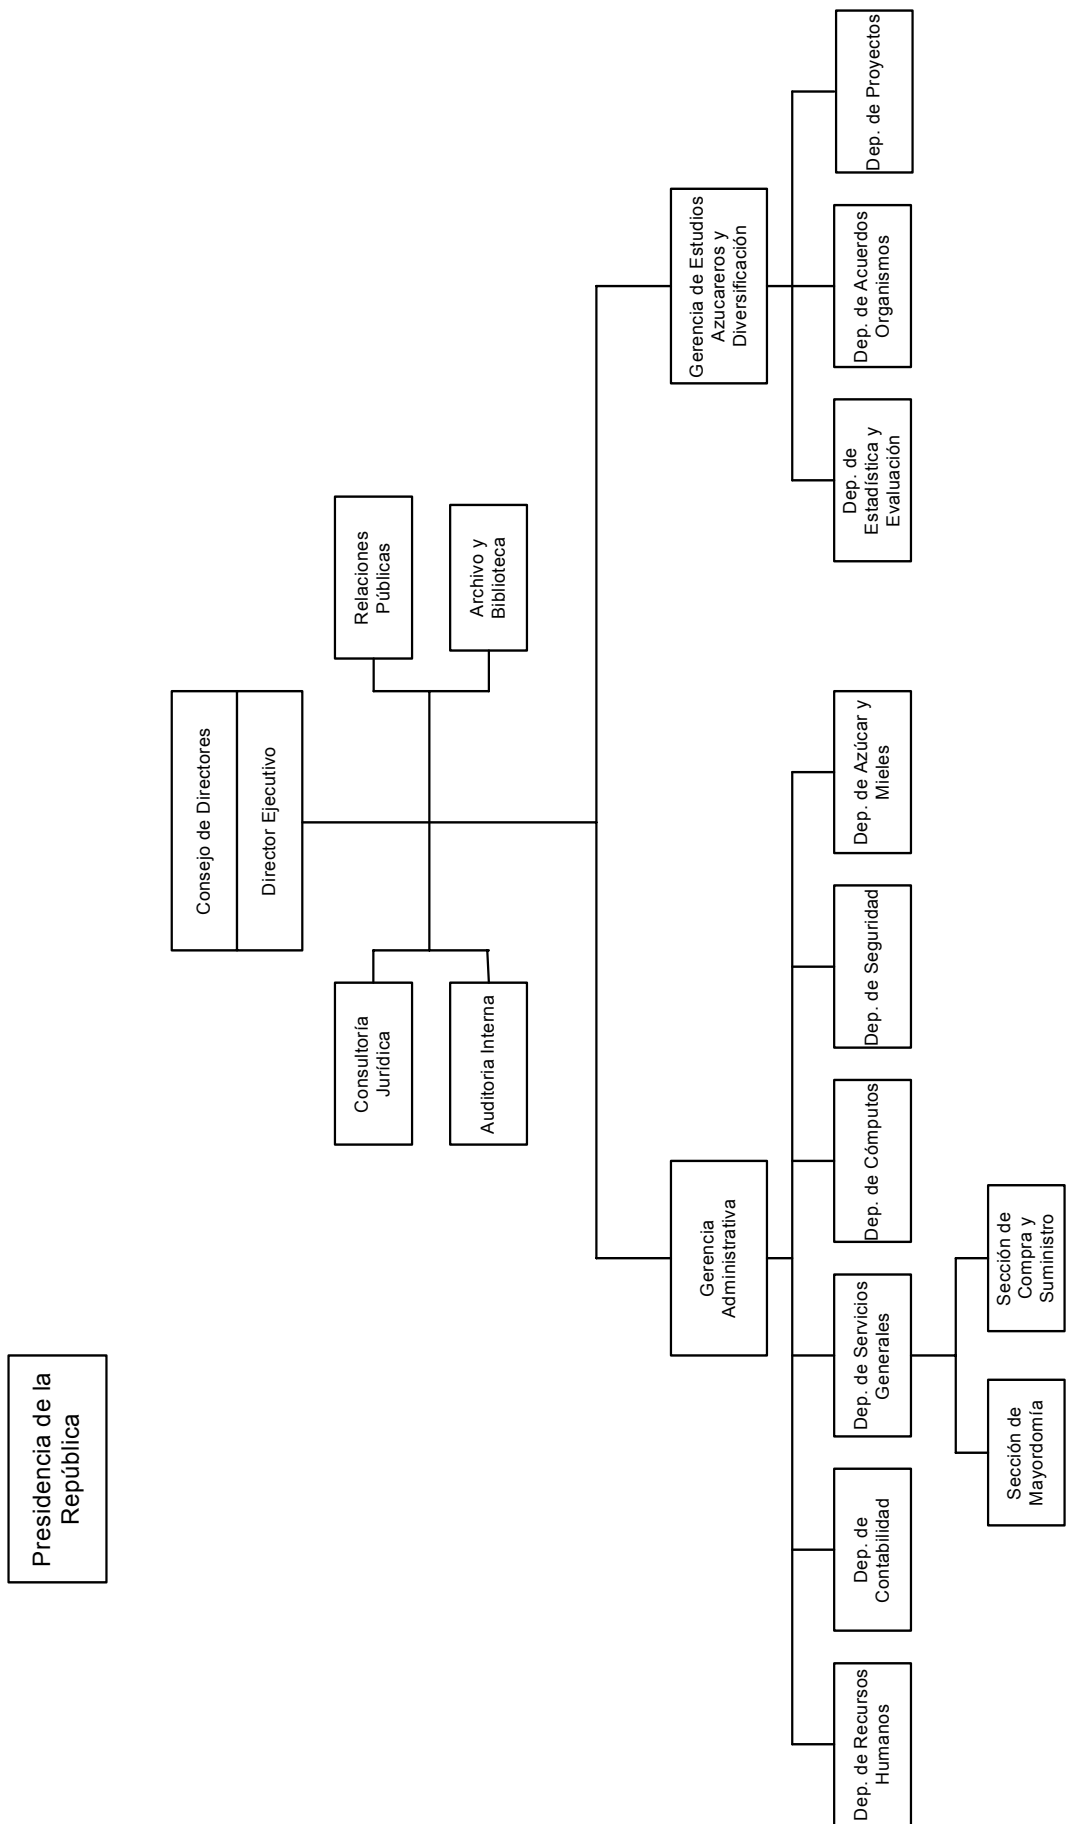 Presidencia de la
República
Consejo de Directores
Director Ejecutivo
Consultoría
Jurídica
Relaciones
Públicas
Auditoria Interna
Archivo y
Biblioteca
Gerencia
Administrativa
Gerencia de Estudios
Azucareros y
Diversificación
Dep. de Recursos
Humanos
Dep. de
Contabilidad
Dep. de Servicios
Generales
Dep. de Cómputos
Dep. de Seguridad
Dep. de Azúcar y
Mieles
Dep. de
Estadística y
Evaluación
Dep. de Acuerdos
Organismos
Dep. de Proyectos
Sección de
Mayordomía
Sección de
Compra y
Suministro